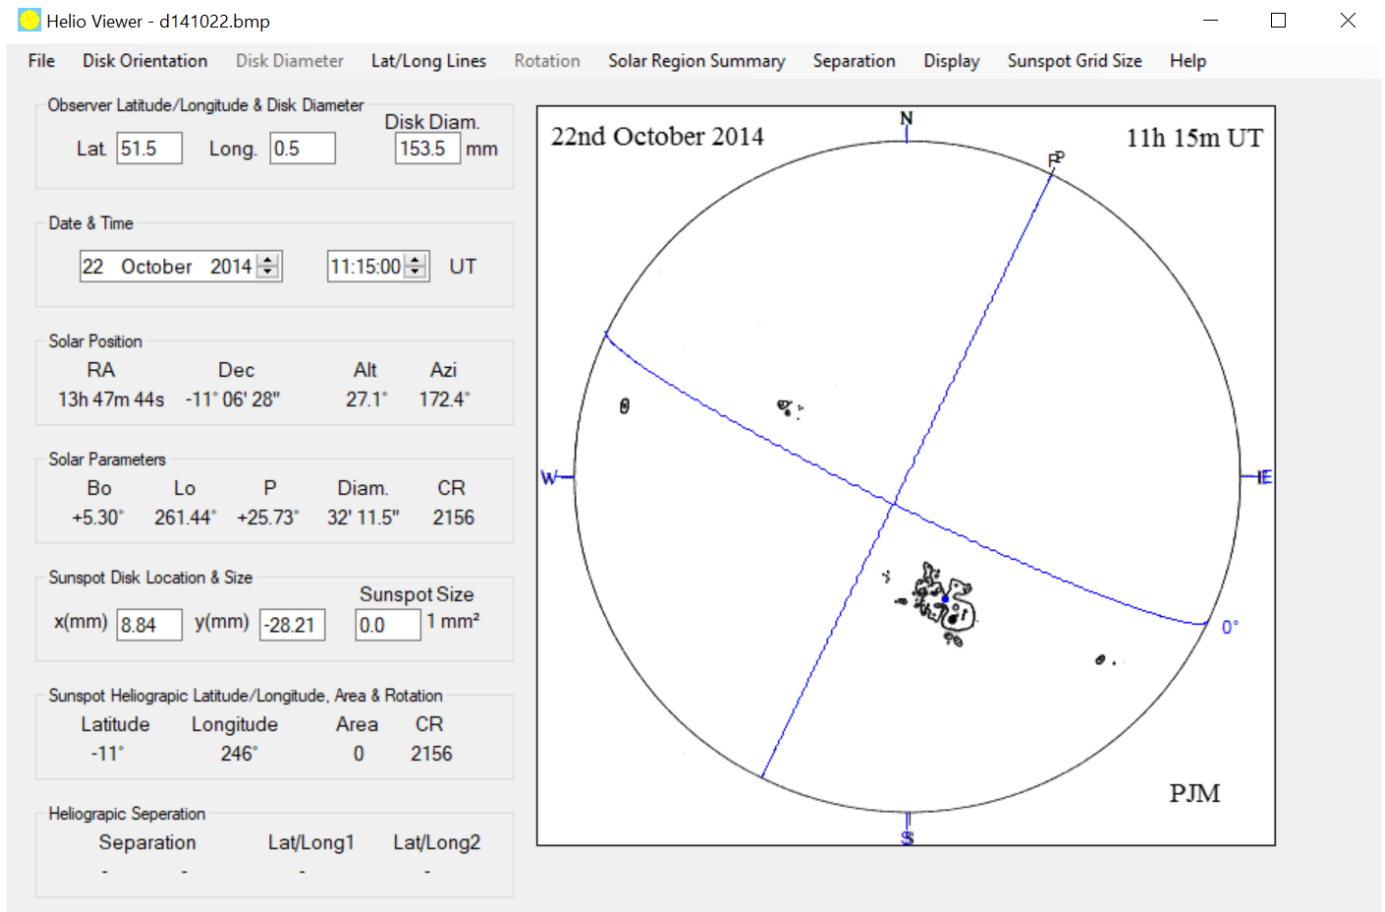 Helio Viewer - d141022.bmp
File Disk Orientation Disk Diameter Lat/Long Lines Rotation Solar Region Summary Separation Display Sunspot Grid Size Help
Observer Latitude/Longitude & Disk Diameter
Disk Diam.
Lat. 51.5 Long. 0.5 153.5 mm
Date & Time
22 October 2014 11:15:00 UT
Solar Position
RA Dec Alt Azi
13h 47m 44s -11° 06' 28" 27.1° 172.4°
Solar Parameters
Bo Lo P Diam. CR
+5.30° 261.44° +25.73° 32' 11.5" 2156
Sunspot Disk Location & Size
Sunspot Size
x(mm) 8.84 y(mm) -28.21 0.0 1 mm²
Sunspot Heliograpic Latitude/Longitude, Area & Rotation
Latitude Longitude Area CR
-11° 246° 0 2156
Heliograpic Seperation
Separation Lat/Long1 Lat/Long2
- - - -
22nd October 2014 N 11h 15m UT
P
W E
0°
PJM
S